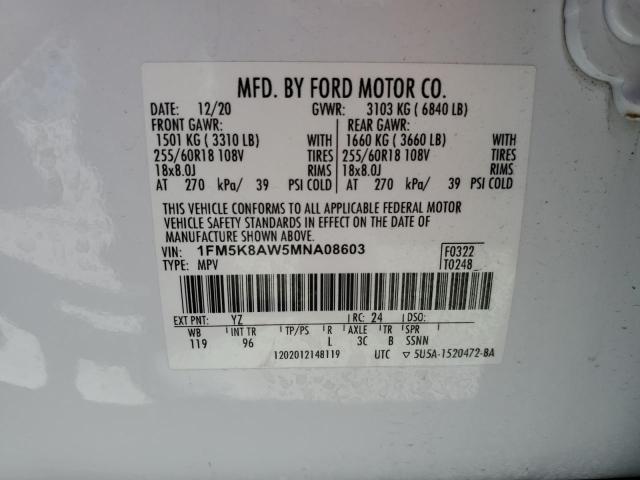 MFD. BY FORD MOTOR CO.
DATE: 12/20 GVWR: 3103 KG ( 6840 LB)
FRONT GAWR: REAR GAWR:
1501 KG ( 3310 LB) WITH 1660 KG ( 3660 LB) WITH
255/60R18 108V TIRES 255/60R18 108V TIRES
18x8.0J RIMS 18x8.0J RIMS
AT 270 kPa/ 39 PSI COLD AT 270 kPa/ 39 PSI COLD
THIS VEHICLE CONFORMS TO ALL APPLICABLE FEDERAL MOTOR
VEHICLE SAFETY STANDARDS IN EFFECT ON THE DATE OF
MANUFACTURE SHOWN ABOVE.
VIN: 1FM5K8AW5MNA08603 F0322
TYPE: MPV T0248
EXT PNT: YZ RC: 24 DSO:
WB INT TR TP/PS R AXLE TR SPR
119 96 L 3C B SSNN
1202012148119 UTC ▽ 5U5A-1520472-BA